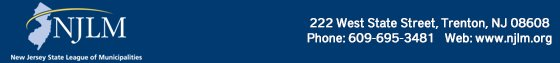 NJLM
New Jersey State League of Municipalities
222 West State Street, Trenton, NJ 08608
Phone: 609-695-3481 Web: www.njlm.org